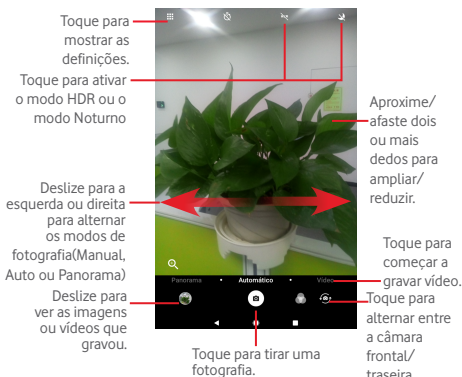 Toque para
mostrar as
definições.
Toque para ativar
o modo HDR ou o
modo Noturno
Deslize para a
esquerda ou direita
para alternar
os modos de
fotografia(Manual,
Auto ou Panorama)
Deslize para
ver as imagens
ou vídeos que
gravou.
Panorama
Automático
Vídeo
Toque para tirar uma
fotografia.
Aproxime/
afaste dois
ou mais
dedos para
ampliar/
reduzir.
Toque para
começar a
gravar vídeo.
Toque para
alternar entre
a câmara
frontal/
traseira